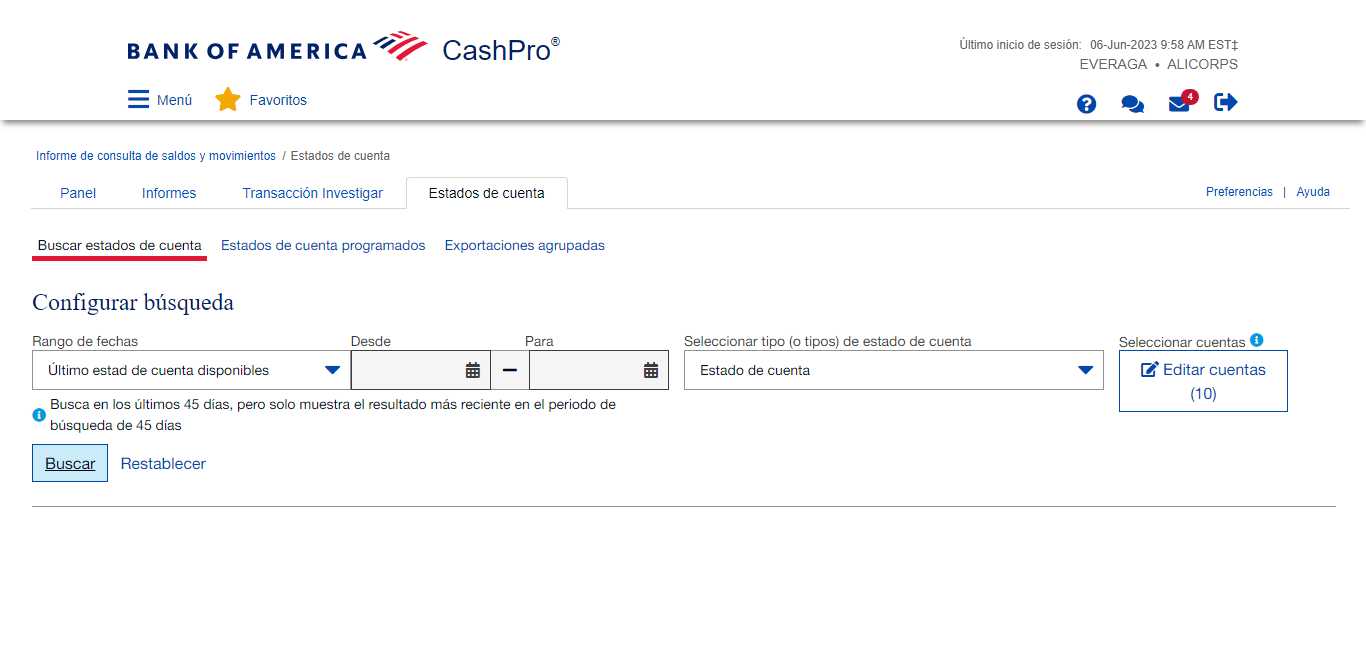 BANK OF AMERICA CashPro®
Último inicio de sesión: 06-Jun-2023 9:58 AM EST‡
EVERAGA • ALICORPS
Menú Favoritos
4
Informe de consulta de saldos y movimientos / Estados de cuenta
Panel Informes Transacción Investigar Estados de cuenta
Preferencias | Ayuda
Buscar estados de cuenta Estados de cuenta programados Exportaciones agrupadas
Configurar búsqueda
Rango de fechas Desde Para Seleccionar tipo (o tipos) de estado de cuenta Seleccionar cuentas
Último estad de cuenta disponibles — Estado de cuenta Editar cuentas
(10)
Busca en los últimos 45 días, pero solo muestra el resultado más reciente en el periodo de
búsqueda de 45 días
Buscar Restablecer